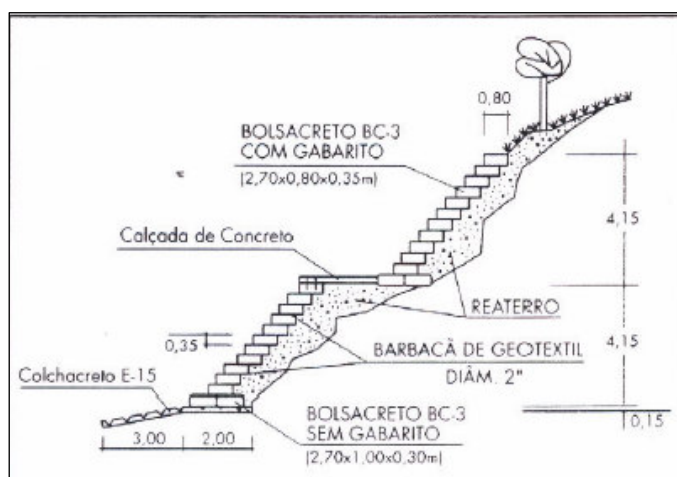 0,80
BOLSACRETO BC-3
COM GABARITO
(2,70x0,80x0,35m)
4,15
Calçada de Concreto
REATERRO
0,35
BARBACÃ DE GEOTEXTIL
DIÂM. 2"
4,15
Colchacreto E-15
BOLSACRETO BC-3
SEM GABARITO
(2,70x1,00x0,30m)
0,15
3,00
2,00